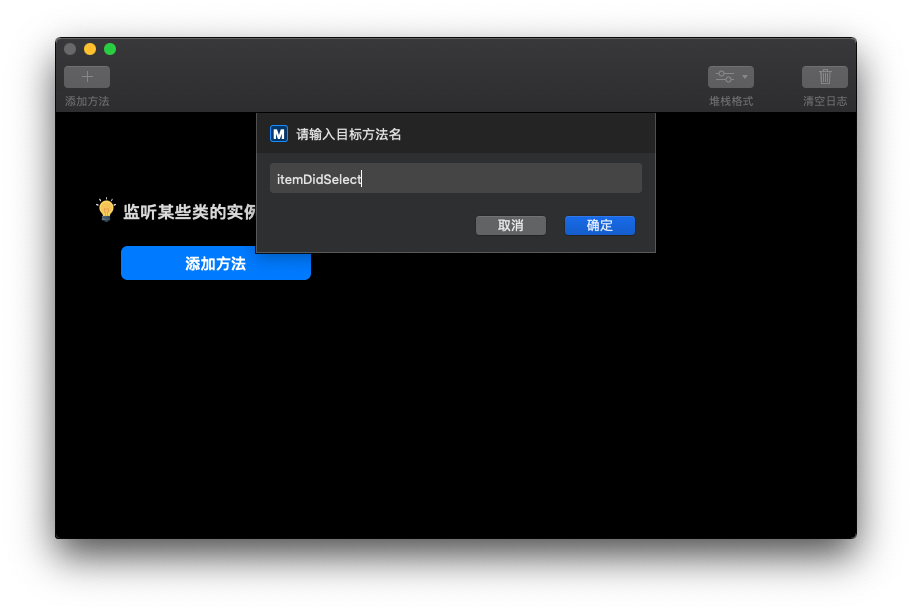 添加方法
堆栈格式
清空日志
M 请输入目标方法名
itemDidSelect
取消
确定
监听某些类的实例
添加方法